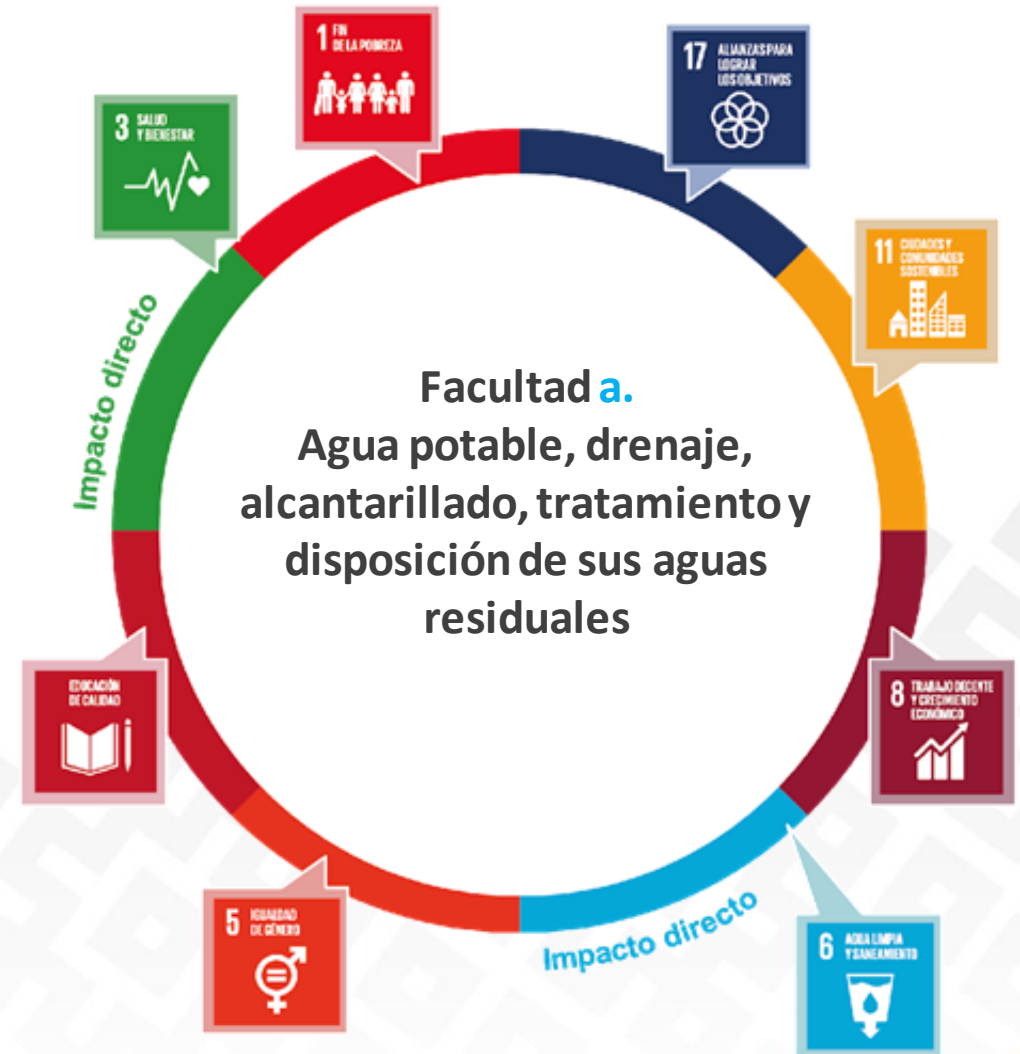 1 FIN
DE LA POBREZA
17 ALIANZAS PARA
LOGRAR
LOS OBJETIVOS
3 SALUD
Y BIENESTAR
11 CIUDADES Y
COMUNIDADES
SOSTENIBLES
Impacto directo
Facultad a.
Agua potable, drenaje,
alcantarillado, tratamiento y
disposición de sus aguas
residuales
EDUCACIÓN
DE CALIDAD
8 TRABAJO DECENTE
Y CRECIMIENTO
ECONÓMICO
5 IGUALDAD
DE GÉNERO
Impacto directo
6 AGUA LIMPIA
Y SANEAMIENTO